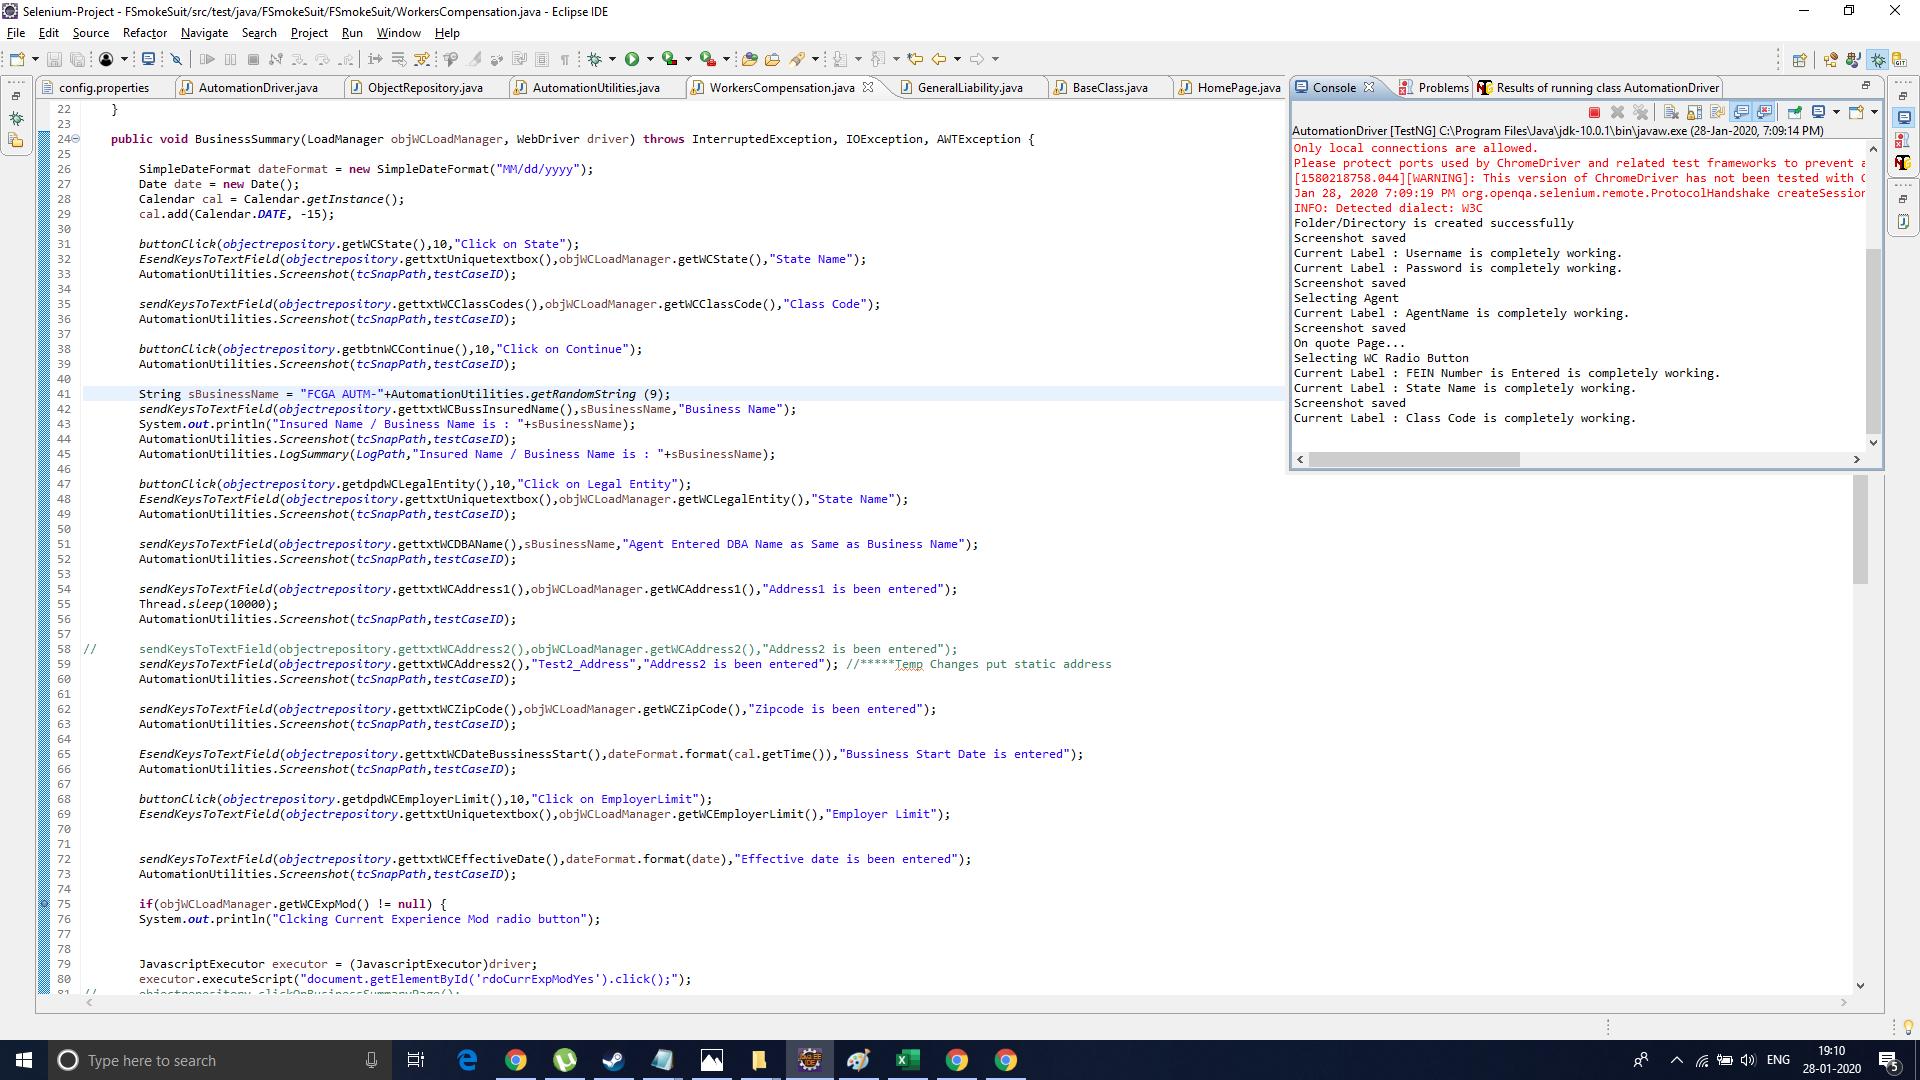 Selenium-Project - FSmokeSuit/src/test/java/FSmokeSuit/FSmokeSuit/WorkersCompensation.java - Eclipse IDE
File Edit Source Refactor Navigate Search Project Run Window Help
config.properties AutomationDriver.java ObjectRepository.java AutomationUtilities.java WorkersCompensation.java GeneralLiability.java BaseClass.java HomePage.java
22 }
23
24 public void BusinessSummary(LoadManager objWCLoadManager, WebDriver driver) throws InterruptedException, IOException, AWTException {
25
26 SimpleDateFormat dateFormat = new SimpleDateFormat("MM/dd/yyyy");
27 Date date = new Date();
28 Calendar cal = Calendar.getInstance();
29 cal.add(Calendar.DATE, -15);
30
31 buttonClick(objectrepository.getWCState(),10,"Click on State");
32 EsendKeysToTextField(objectrepository.gettxtUniquetextbox(),objWCLoadManager.getWCState(),"State Name");
33 AutomationUtilities.Screenshot(tcSnapPath,testCaseID);
34
35 sendKeysToTextField(objectrepository.gettxtWCClassCodes(),objWCLoadManager.getWCClassCode(),"Class Code");
36 AutomationUtilities.Screenshot(tcSnapPath,testCaseID);
37
38 buttonClick(objectrepository.getbtnWCContinue(),10,"Click on Continue");
39 AutomationUtilities.Screenshot(tcSnapPath,testCaseID);
40
41 String sBusinessName = "FCGA AUTM-"+AutomationUtilities.getRandomString (9);
42 sendKeysToTextField(objectrepository.gettxtWCBussInsuredName(),sBusinessName,"Business Name");
43 System.out.println("Insured Name / Business Name is : "+sBusinessName);
44 AutomationUtilities.Screenshot(tcSnapPath,testCaseID);
45 AutomationUtilities.LogSummary(LogPath,"Insured Name / Business Name is : "+sBusinessName);
46
47 buttonClick(objectrepository.getdpdWCLegalEntity(),10,"Click on Legal Entity");
48 EsendKeysToTextField(objectrepository.gettxtUniquetextbox(),objWCLoadManager.getWCLegalEntity(),"State Name");
49 AutomationUtilities.Screenshot(tcSnapPath,testCaseID);
50
51 sendKeysToTextField(objectrepository.gettxtWCDBAName(),sBusinessName,"Agent Entered DBA Name as Same as Business Name");
52 AutomationUtilities.Screenshot(tcSnapPath,testCaseID);
53
54 sendKeysToTextField(objectrepository.gettxtWCAddress1(),objWCLoadManager.getWCAddress1(),"Address1 is been entered");
55 Thread.sleep(10000);
56 AutomationUtilities.Screenshot(tcSnapPath,testCaseID);
57
58 // sendKeysToTextField(objectrepository.gettxtWCAddress2(),objWCLoadManager.getWCAddress2(),"Address2 is been entered");
59 sendKeysToTextField(objectrepository.gettxtWCAddress2(),"Test2_Address","Address2 is been entered"); //*****Temp Changes put static address
60 AutomationUtilities.Screenshot(tcSnapPath,testCaseID);
61
62 sendKeysToTextField(objectrepository.gettxtWCZipCode(),objWCLoadManager.getWCZipCode(),"Zipcode is been entered");
63 AutomationUtilities.Screenshot(tcSnapPath,testCaseID);
64
65 EsendKeysToTextField(objectrepository.gettxtWCDateBussinessStart(),dateFormat.format(cal.getTime()),"Bussiness Start Date is entered");
66 AutomationUtilities.Screenshot(tcSnapPath,testCaseID);
67
68 buttonClick(objectrepository.getdpdWCEmployerLimit(),10,"Click on EmployerLimit");
69 EsendKeysToTextField(objectrepository.gettxtUniquetextbox(),objWCLoadManager.getWCEmployerLimit(),"Employer Limit");
70
71
72 sendKeysToTextField(objectrepository.gettxtWCEffectiveDate(),dateFormat.format(date),"Effective date is been entered");
73 AutomationUtilities.Screenshot(tcSnapPath,testCaseID);
74
75 if(objWCLoadManager.getWCExpMod() != null) {
76 System.out.println("Clcking Current Experience Mod radio button");
77
78
79 JavascriptExecutor executor = (JavascriptExecutor)driver;
80 executor.executeScript("document.getElementById('rdoCurrExpModYes').click();");
81 // objectrepository.clickOnBusinessSummaryPage();
Console Problems Results of running class AutomationDriver
AutomationDriver [TestNG] C:\Program Files\Java\jdk-10.0.1\bin\javaw.exe (28-Jan-2020, 7:09:14 PM)
Only local connections are allowed.
Please protect ports used by ChromeDriver and related test frameworks to prevent a
[1580218758.044][WARNING]: This version of ChromeDriver has not been tested with C
Jan 28, 2020 7:09:19 PM org.openqa.selenium.remote.ProtocolHandshake createSession
INFO: Detected dialect: W3C
Folder/Directory is created successfully
Screenshot saved
Current Label : Username is completely working.
Current Label : Password is completely working.
Screenshot saved
Selecting Agent
Current Label : AgentName is completely working.
Screenshot saved
On quote Page...
Selecting WC Radio Button
Current Label : FEIN Number is Entered is completely working.
Current Label : State Name is completely working.
Screenshot saved
Current Label : Class Code is completely working.
Type here to search
ENG
19:10
28-01-2020
5